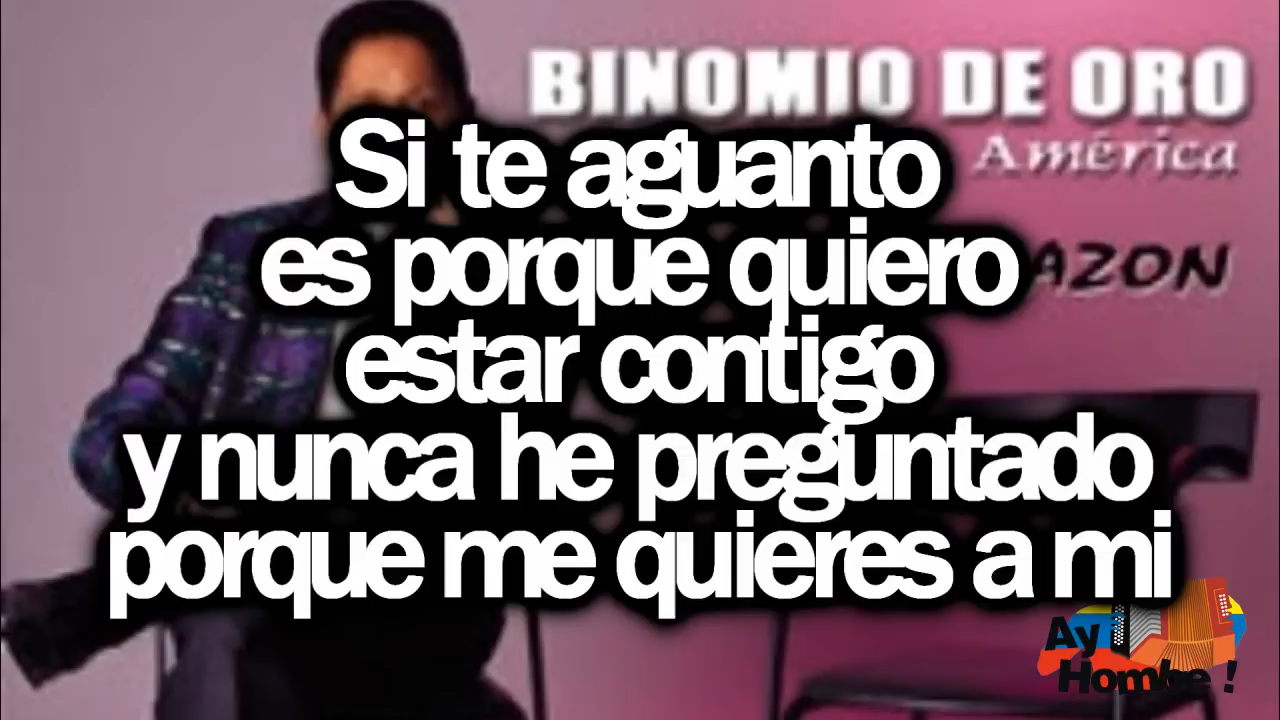 BINOMIO DE ORO
América
AZON
Si te aguanto
es porque quiero
estar contigo
y nunca he preguntado
porque me quieres a mi
Ay
Hombe !